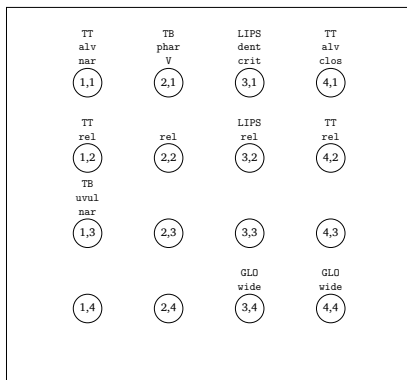 TT TB LIPS TT
alv phar dent alv
nar V crit clos
1,1 2,1 3,1 4,1
TT LIPS TT
rel rel rel rel
1,2 2,2 3,2 4,2
TB
uvul
nar
1,3 2,3 3,3 4,3
GLO GLO
wide wide
1,4 2,4 3,4 4,4